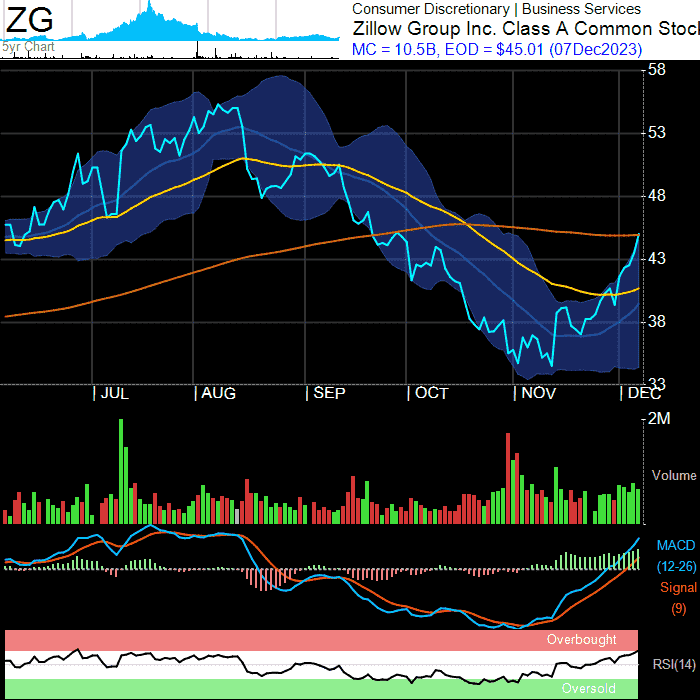 ZG
5yr Chart
Consumer Discretionary | Business Services
Zillow Group Inc. Class A Common Stoc
MC = 10.5B, EOD = $45.01 (07Dec2023)
58
53
48
43
38
33
JUL AUG SEP OCT NOV DEC
2M
Volume
MACD
(12-26)
Signal
(9)
Overbought
RSI(14)
Oversold